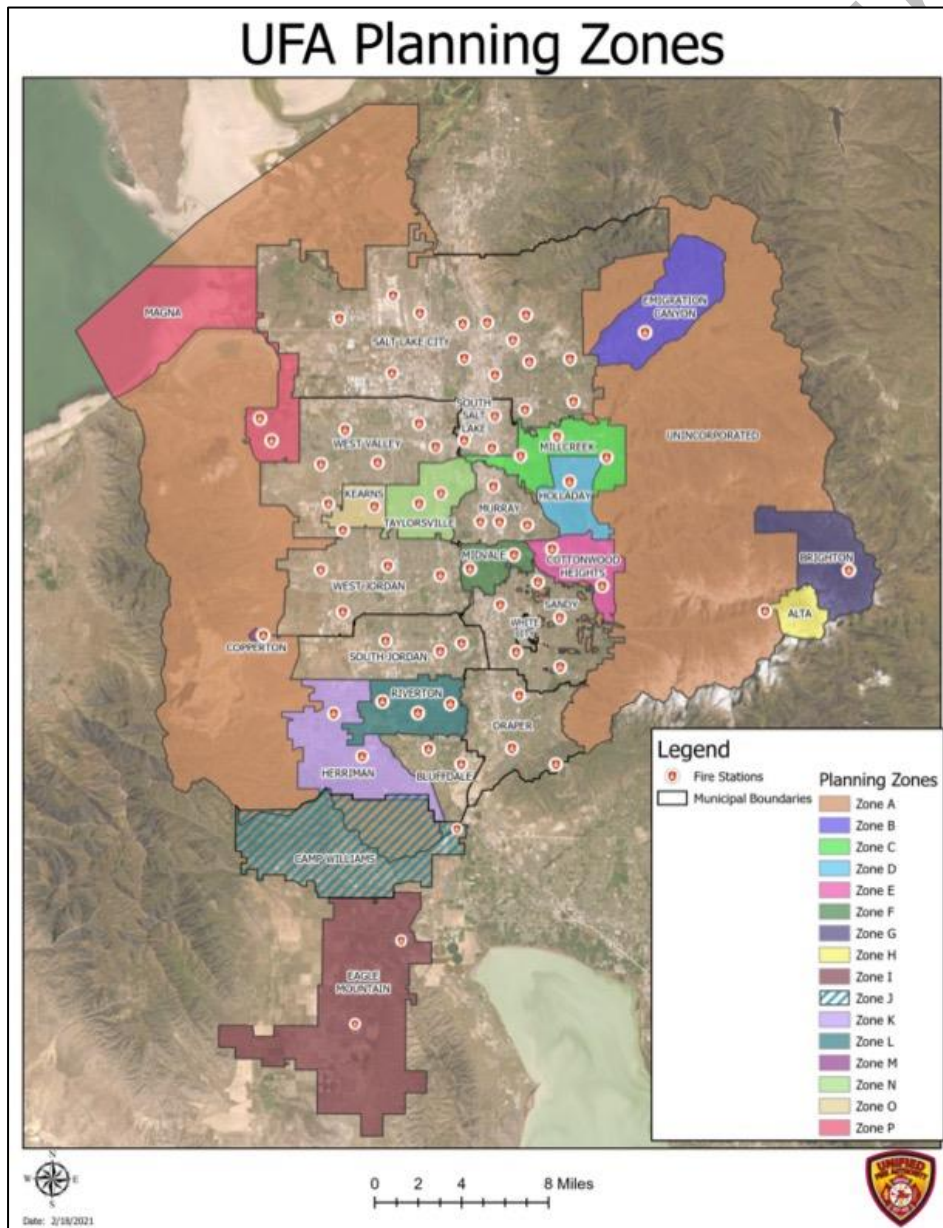 UFA Planning Zones
MAGNA
EMIGRATION
CANYON
SALT LAKE CITY
SOUTH
SALT
LAKE
WEST VALLEY
MILLCREEK
UNINCORPORATED
KEARNS
HOLLADAY
TAYLORSVILLE
MURRAY
MIDVALE
COTTONWOOD
HEIGHTS
BRIGHTON
WEST JORDAN
SANDY
ALTA
WHITE
CITY
COPPERTON
SOUTH JORDAN
RIVERTON
DRAPER
HERRIMAN
BLUFFDALE
CAMP WILLIAMS
EAGLE
MOUNTAIN
Legend
Fire Stations
Municipal Boundaries
Planning Zones
Zone A
Zone B
Zone C
Zone D
Zone E
Zone F
Zone G
Zone H
Zone I
Zone J
Zone K
Zone L
Zone M
Zone N
Zone O
Zone P
N
W E
S
0 2 4 8 Miles
UNIFIED
FIRE AUTHORITY
Date: 2/18/2021